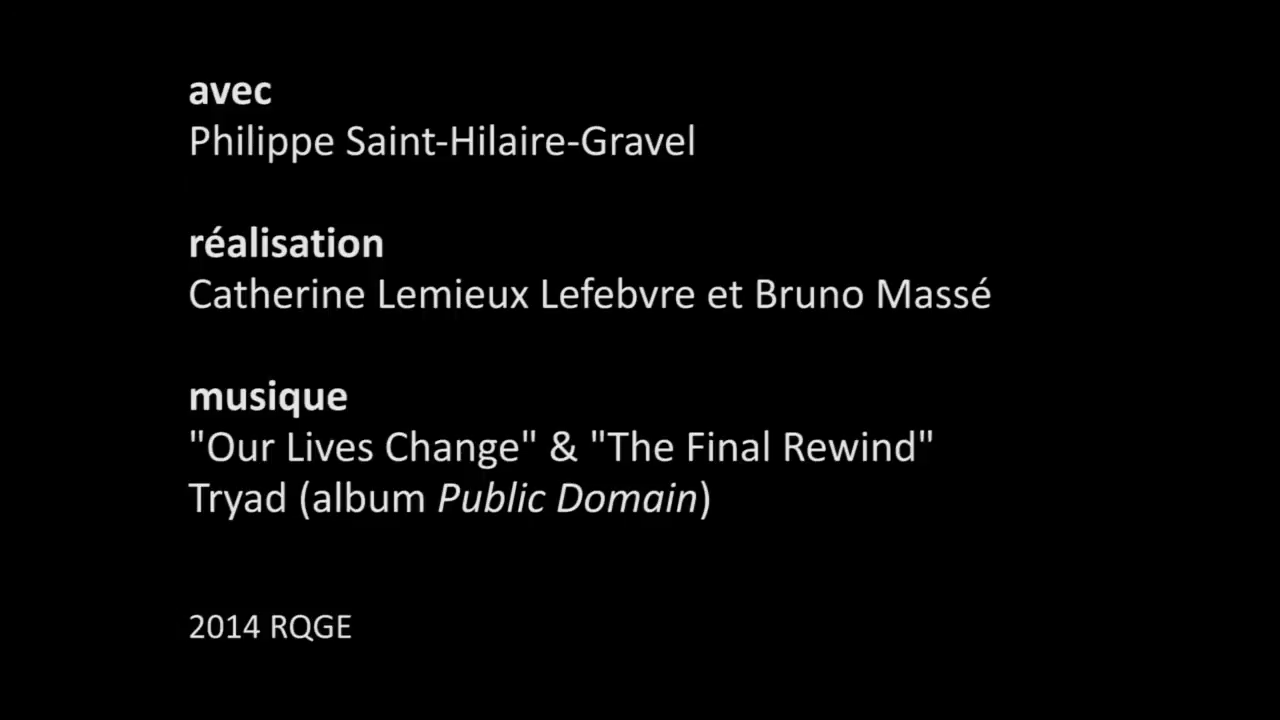 avec
Philippe Saint-Hilaire-Gravel
réalisation
Catherine Lemieux Lefebvre et Bruno Massé
musique
"Our Lives Change" & "The Final Rewind"
Tryad (album Public Domain)
2014 RQGE